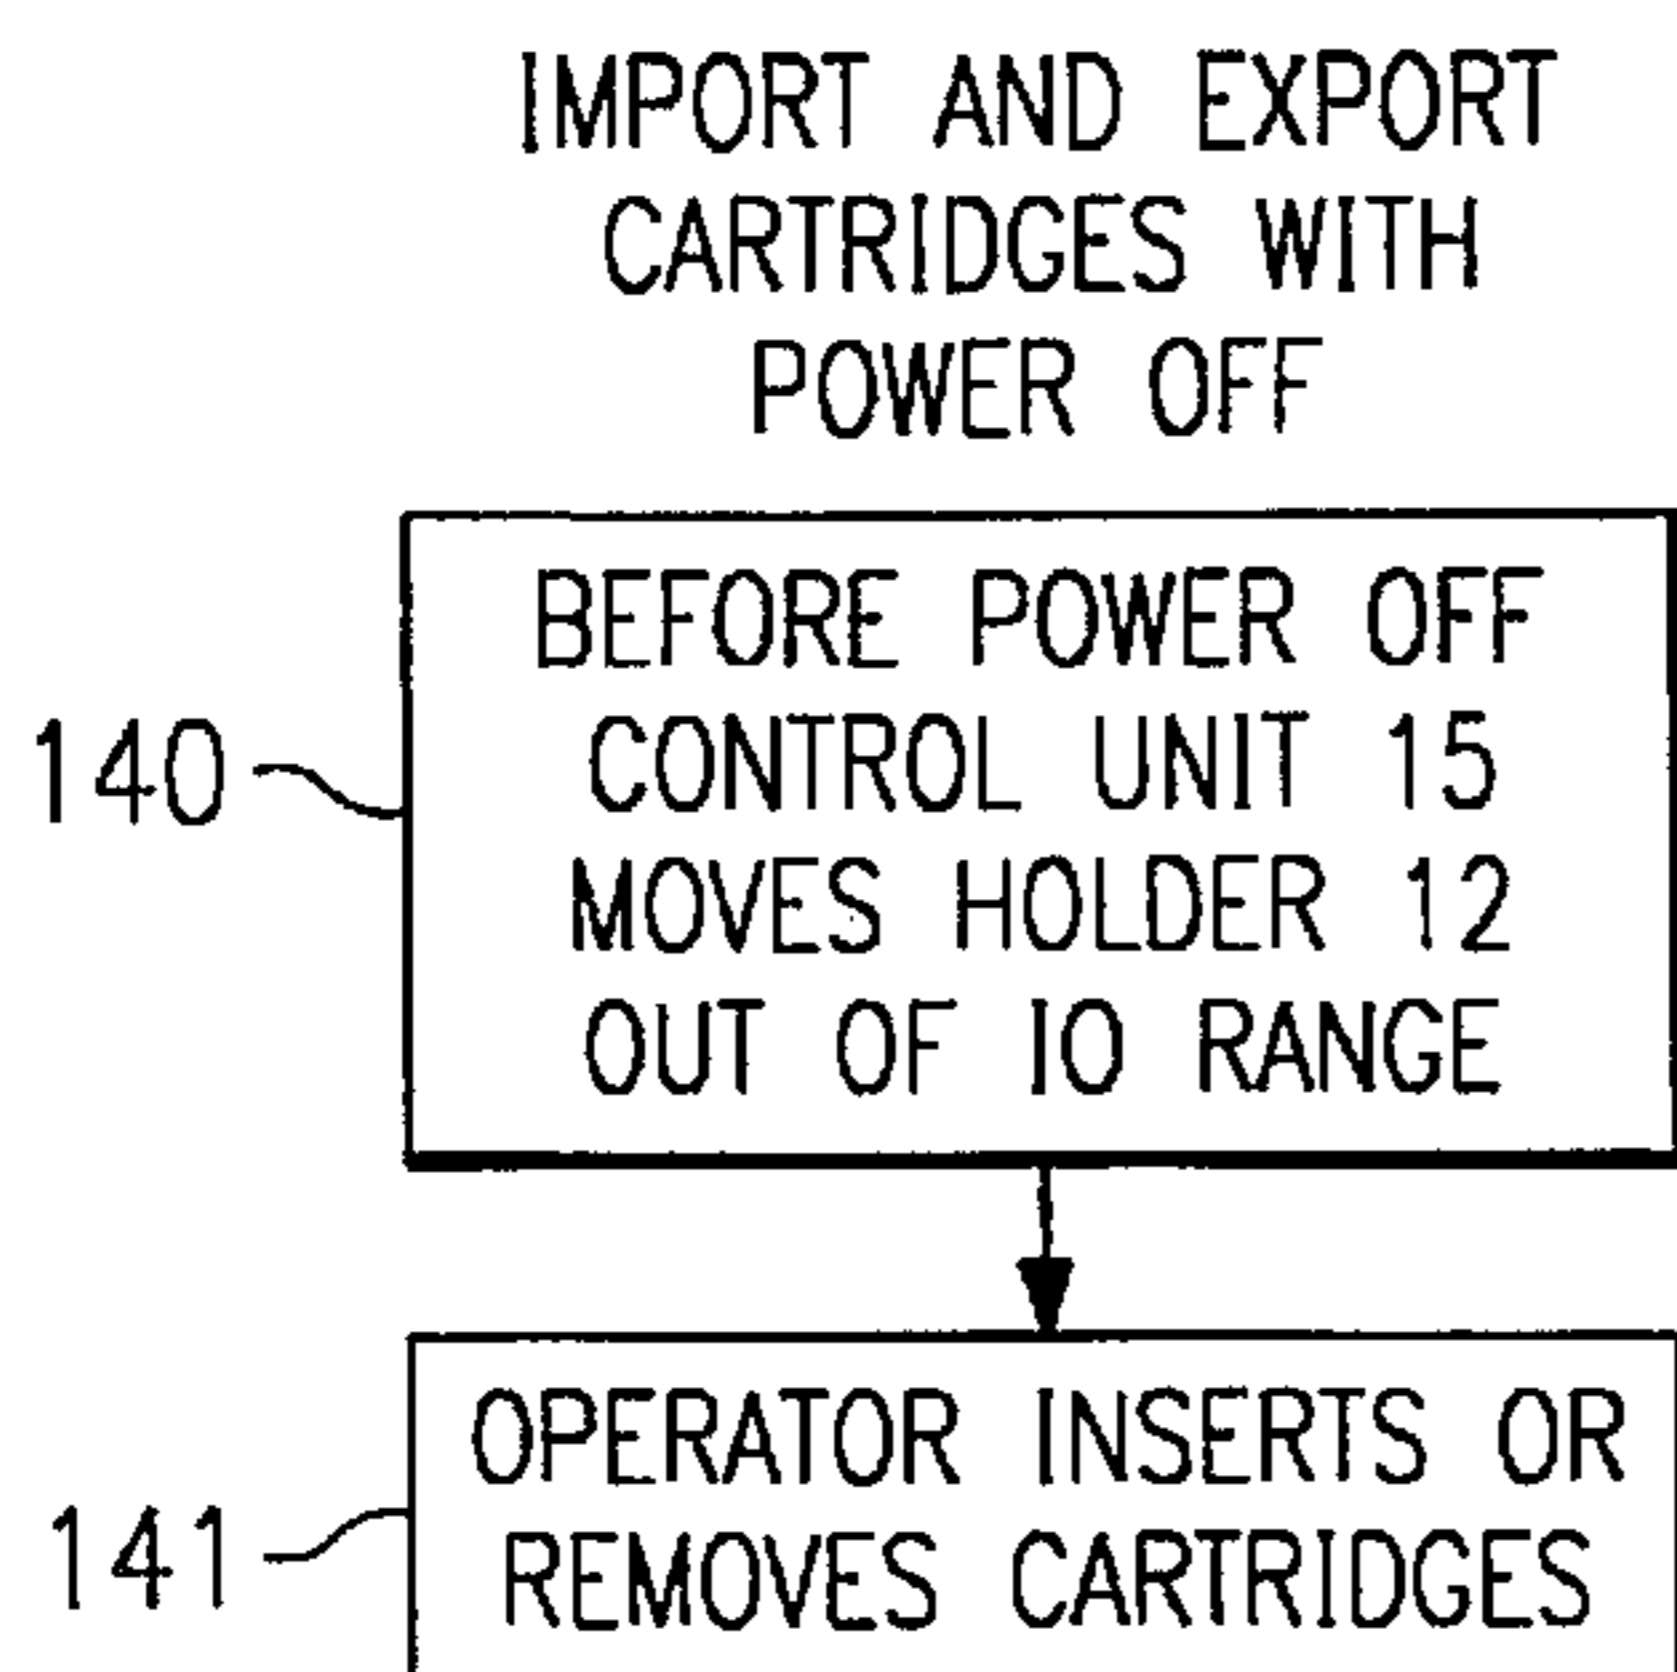 IMPORT AND EXPORT
CARTRIDGES WITH
POWER OFF
BEFORE POWER OFF
CONTROL UNIT 15
140
MOVES HOLDER 12
OUT OF IO RANGE
OPERATOR INSERTS OR
141
REMOVES CARTRIDGES